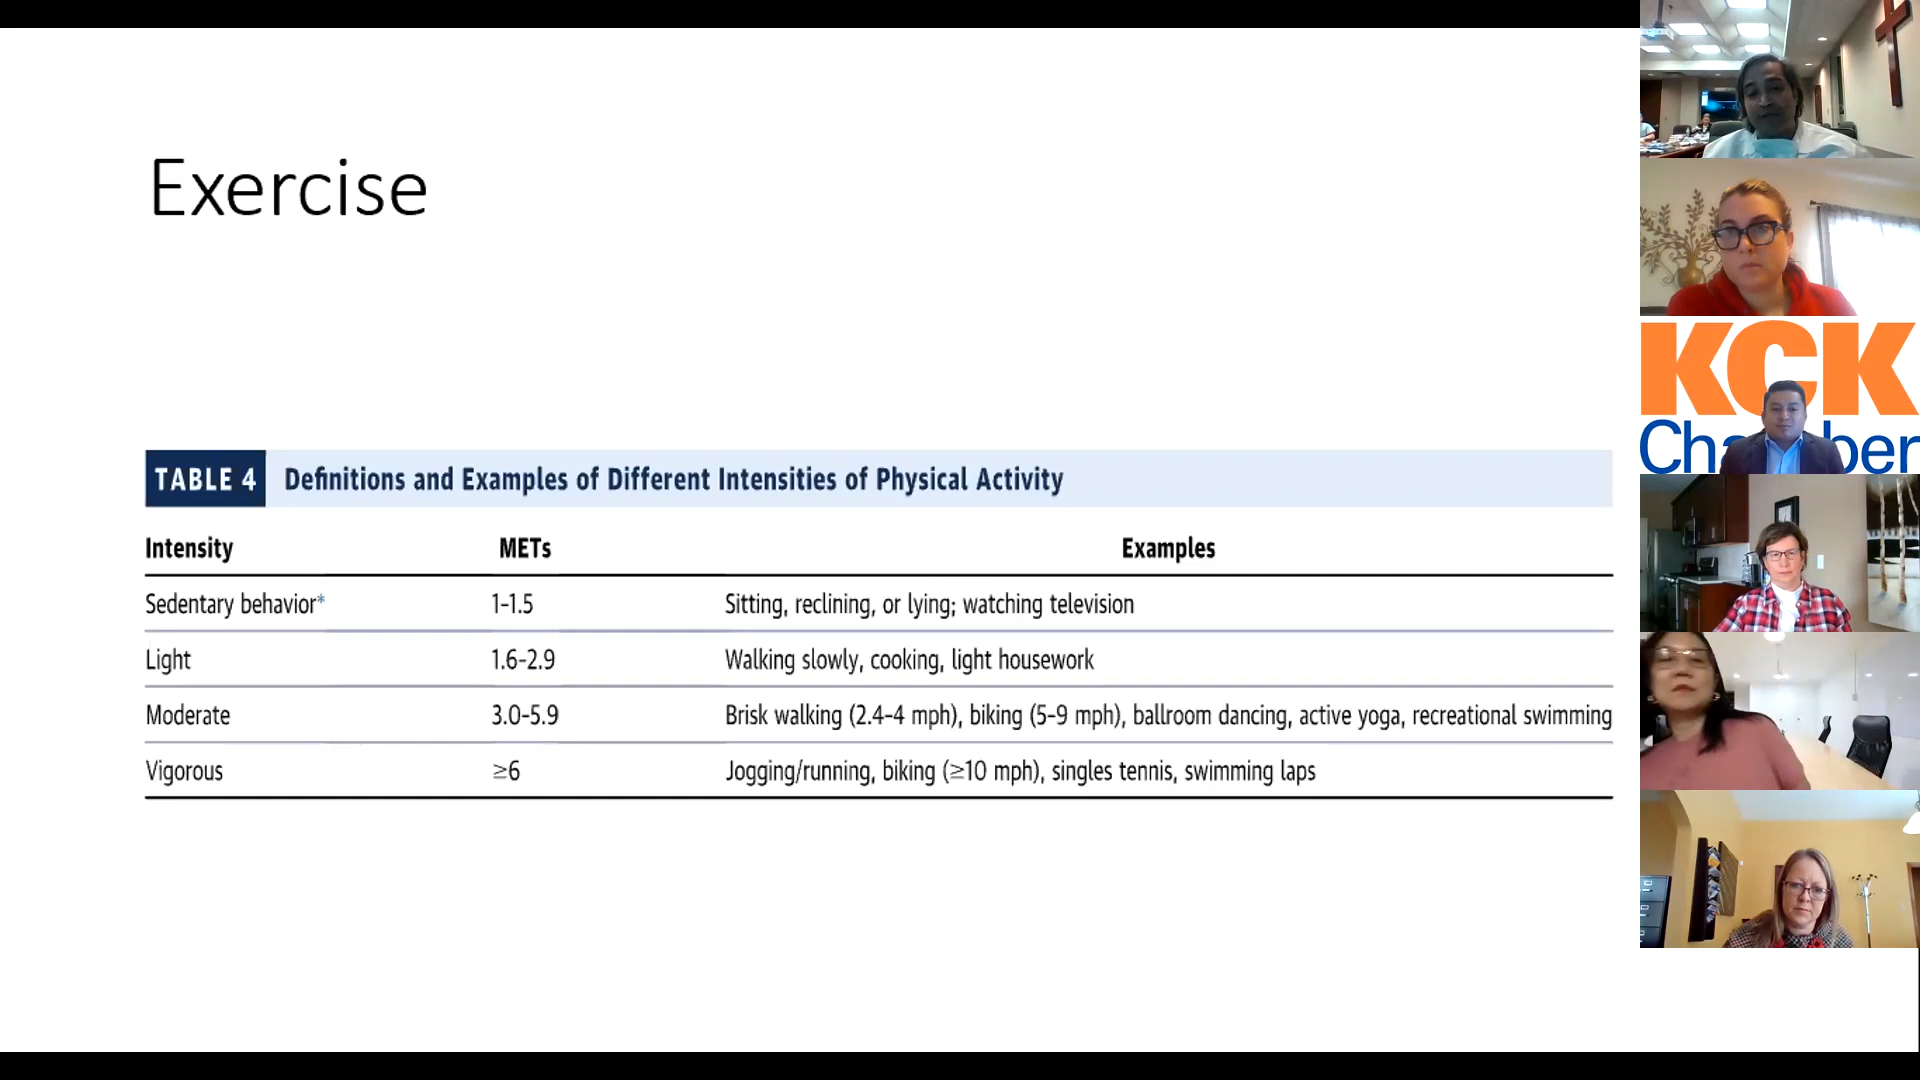 Exercise
TABLE 4 Definitions and Examples of Different Intensities of Physical Activity
Intensity METs Examples
Sedentary behavior* 1-1.5 Sitting, reclining, or lying; watching television
Light 1.6-2.9 Walking slowly, cooking, light housework
Moderate 3.0-5.9 Brisk walking (2.4-4 mph), biking (5-9 mph), ballroom dancing, active yoga, recreational swimming
Vigorous ≥6 Jogging/running, biking (≥10 mph), singles tennis, swimming laps
KCK
Cha ber